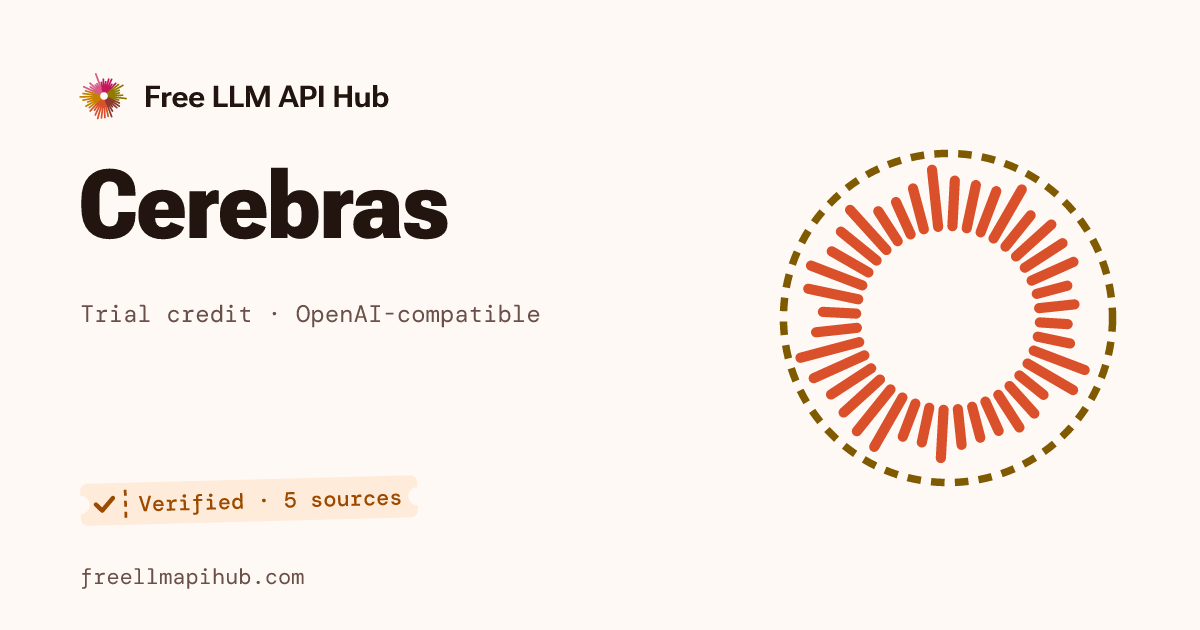 Free LLM API Hub
Cerebras
Trial credit · OpenAI-compatible
Verified · 5 sources
freellmapihub.com